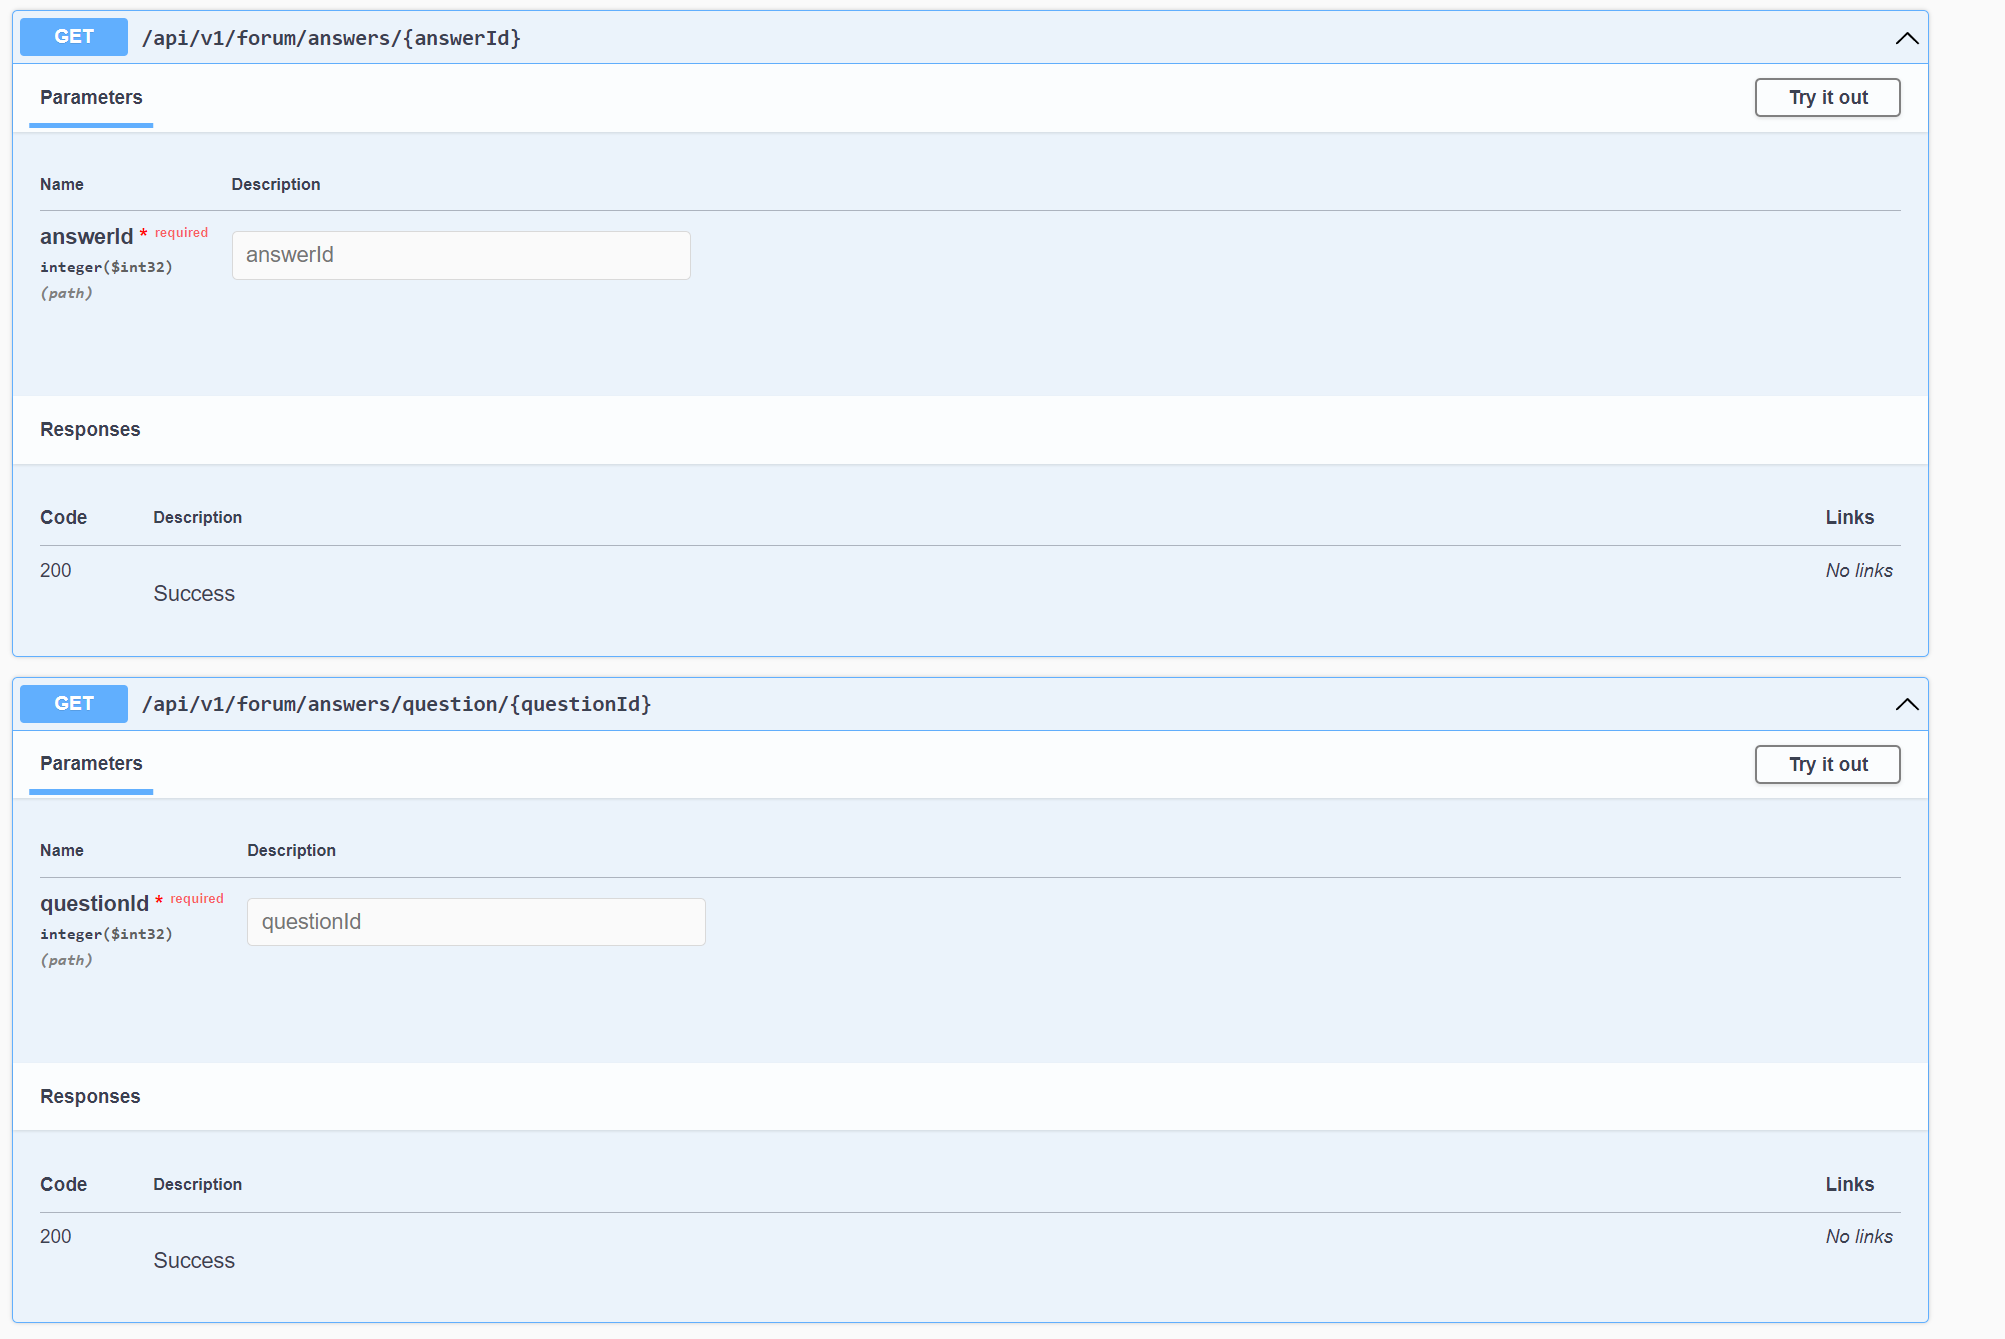 GET /api/v1/forum/answers/{answerId}
Parameters Try it out
Name Description
answerId * required
answerId
integer($int32)
(path)
Responses
Code Description Links
200 No links
Success
GET /api/v1/forum/answers/question/{questionId}
Parameters Try it out
Name Description
questionId * required
questionId
integer($int32)
(path)
Responses
Code Description Links
200 No links
Success